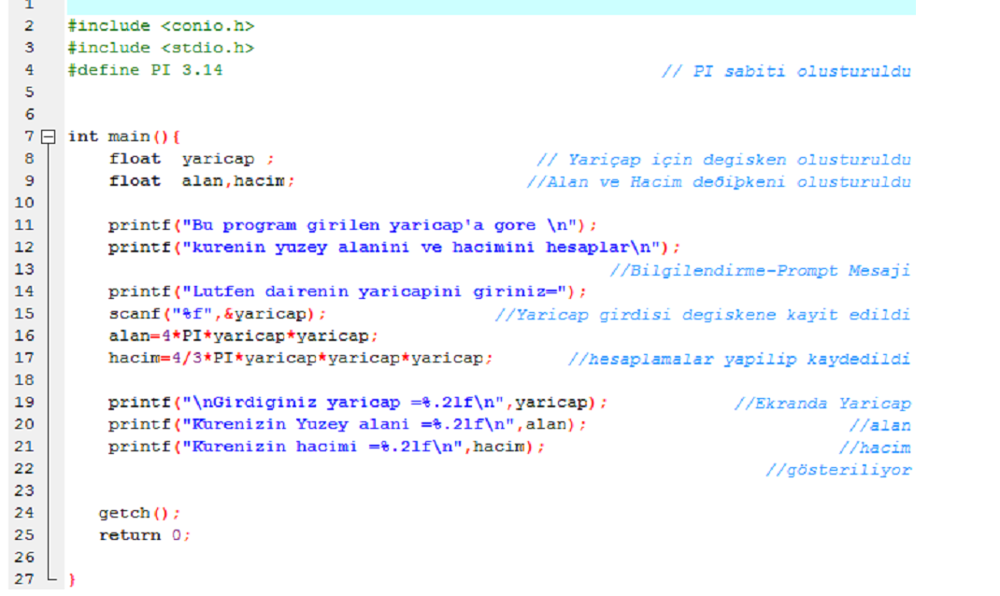 1
2 #include <conio.h>
3 #include <stdio.h>
4 #define PI 3.14 // PI sabiti olusturuldu
5
6
7 int main(){
8 float yaricap ; // Yariçap için degisken olusturuldu
9 float alan,hacim; //Alan ve Hacim deðiþkeni olusturuldu
10
11 printf("Bu program girilen yaricap'a gore \n");
12 printf("kurenin yuzey alanini ve hacimini hesaplar\n");
13 //Bilgilendirme-Prompt Mesaji
14 printf("Lutfen dairenin yaricapini giriniz=");
15 scanf("%f",&yaricap); //Yaricap girdisi degiskene kayit edildi
16 alan=4*PI*yaricap*yaricap;
17 hacim=4/3*PI*yaricap*yaricap*yaricap; //hesaplamalar yapilip kaydedildi
18
19 printf("\nGirdiginiz yaricap =%.2lf\n",yaricap); //Ekranda Yaricap
20 printf("Kurenizin Yuzey alani =%.2lf\n",alan); //alan
21 printf("Kurenizin hacimi =%.2lf\n",hacim); //hacim
22 //gösteriliyor
23
24 getch();
25 return 0;
26
27 }